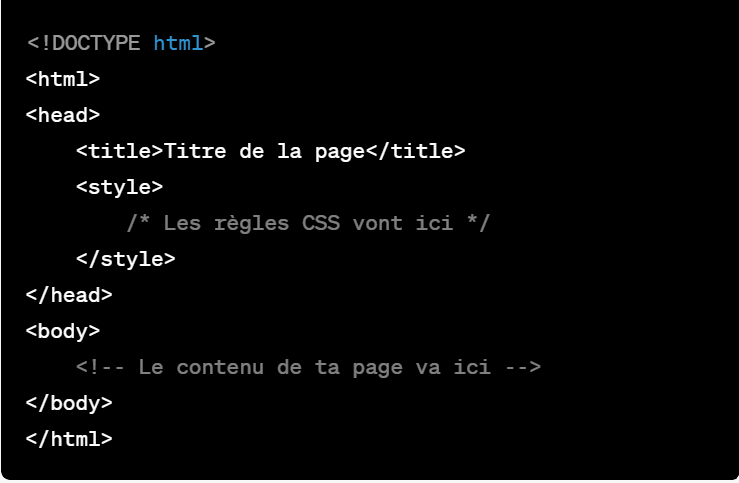 <!DOCTYPE html>
<html>
<head>
    <title>Titre de la page</title>
    <style>
        /* Les règles CSS vont ici */
    </style>
</head>
<body>
    <!-- Le contenu de ta page va ici -->
</body>
</html>